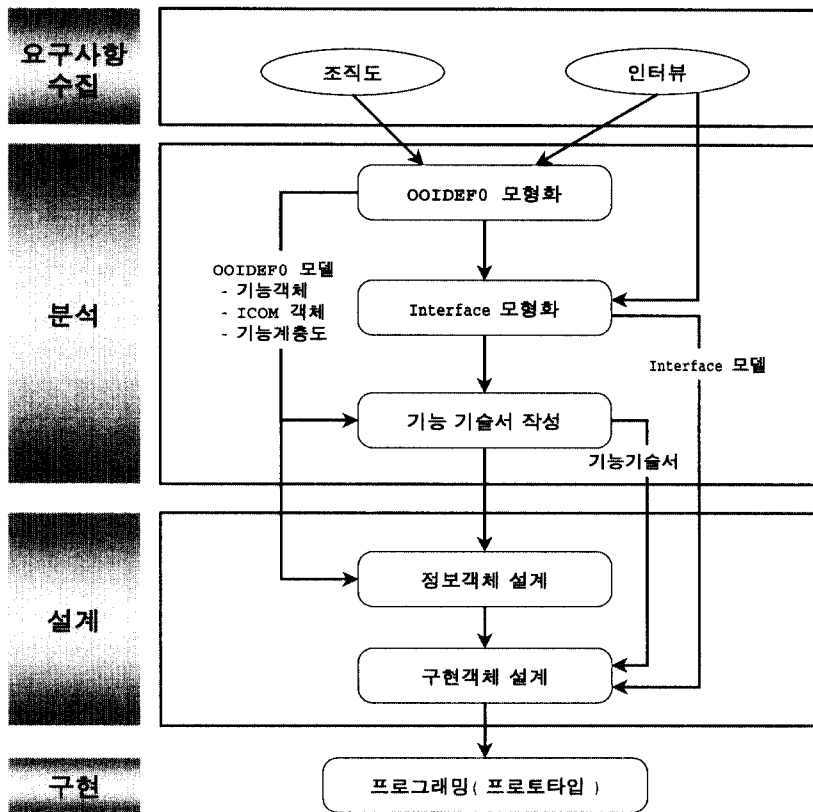 요구사항
수집
조직도
인터뷰
분석
OOIDEF0 모형화
OOIDEF0 모델
- 기능객체
- ICOM 객체
- 기능계층도
Interface 모형화
Interface 모델
기능 기술서 작성
기능기술서
설계
정보객체 설계
구현객체 설계
구현
프로그래밍( 프로토타입 )